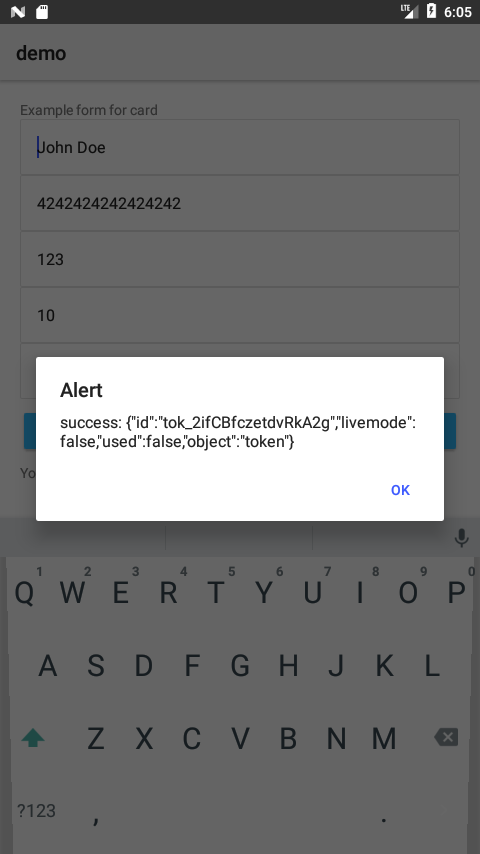 LTE 6:05
demo
Example form for card
John Doe
4242424242424242
123
10
Alert
success: {"id":"tok_2ifCBfczetdvRkA2g","livemode":
false,"used":false,"object":"token"}
Yo
OK
1 2 3 4 5 6 7 8 9 0
Q W E R T Y U I O P
A S D F G H J K L
Z X C V B N M
?123 , .